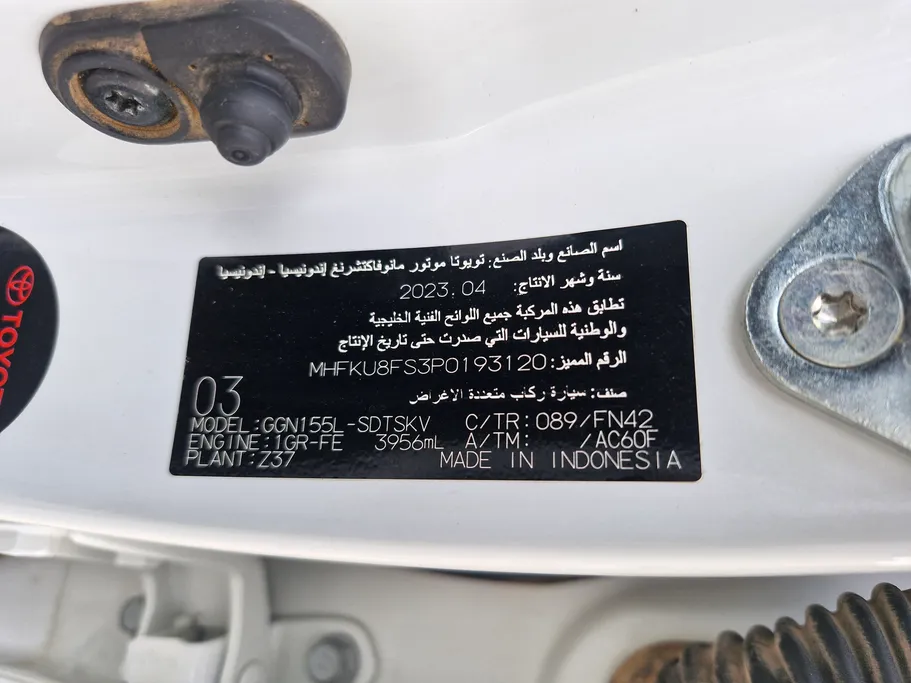 اسم الصانع وبلد الصنع: تويوتا موتور مانوفاكتشرنغ إندونيسيا - إندونيسيا
سنة وشهر الانتاج: 2023.04
تطابق هذه المركبة جميع اللوائح الفنية الخليجية
والوطنية للسيارات التي صدرت حتى تاريخ الإنتاج
الرقم المميز: MHFKU8FS3P0193120
صنف: سيارة ركاب متعددة الاغراض
03
MODEL:GGN155L-SDTSKV C/TR:089/FN42
ENGINE:1GR-FE 3956mL A/TM: /AC60F
PLANT:Z37 MADE IN INDONESIA